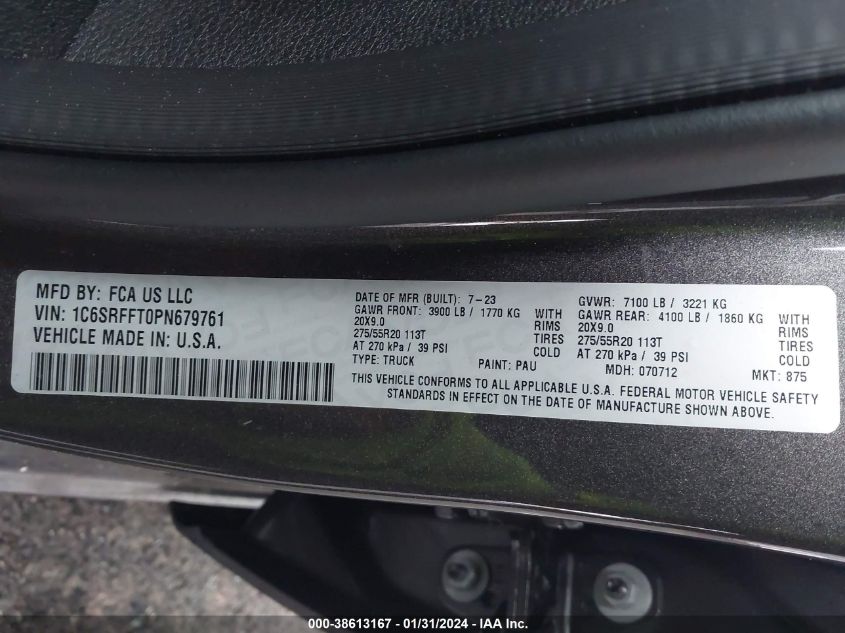 MFD BY: FCA US LLC
VIN: 1C6SRFFT0PN679761
VEHICLE MADE IN: U.S.A.
DATE OF MFR (BUILT): 7-23
GAWR FRONT: 3900 LB / 1770 KG WITH
20X9.0 RIMS
275/55R20 113T TIRES
AT 270 kPa / 39 PSI COLD
TYPE: TRUCK PAINT: PAU
GVWR: 7100 LB / 3221 KG
GAWR REAR: 4100 LB / 1860 KG WITH
20X9.0 RIMS
275/55R20 113T TIRES
AT 270 kPa / 39 PSI COLD
MDH: 070712 MKT: 875
THIS VEHICLE CONFORMS TO ALL APPLICABLE U.S.A. FEDERAL MOTOR VEHICLE SAFETY
STANDARDS IN EFFECT ON THE DATE OF MANUFACTURE SHOWN ABOVE.
000-38613167 - 01/31/2024 - IAA Inc.